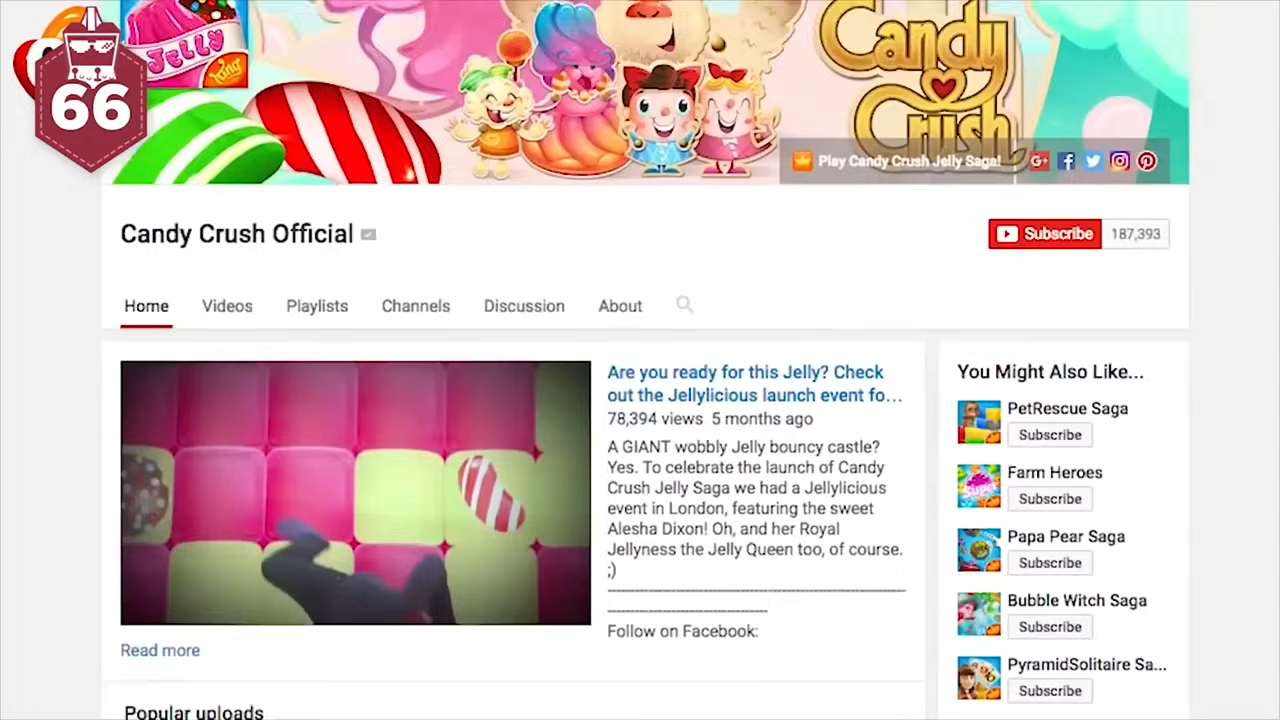 JELLY
King
66
Candy
Crush
Play Candy Crush Jelly Saga!
G+
Candy Crush Official
Subscribe
187,393
Home
Videos
Playlists
Channels
Discussion
About
Are you ready for this Jelly? Check
out the Jellylicious launch event fo...
78,394 views 5 months ago
A GIANT wobbly Jelly bouncy castle?
Yes. To celebrate the launch of Candy
Crush Jelly Saga we had a Jellylicious
event in London, featuring the sweet
Alesha Dixon! Oh, and her Royal
Jellyness the Jelly Queen too, of course.
;)
Follow on Facebook:
Read more
Popular uploads
You Might Also Like...
PetRescue Saga
Subscribe
Farm Heroes
Subscribe
Super
Papa Pear Saga
Subscribe
Bubble Witch Saga
Subscribe
PyramidSolitaire Sa...
Subscribe